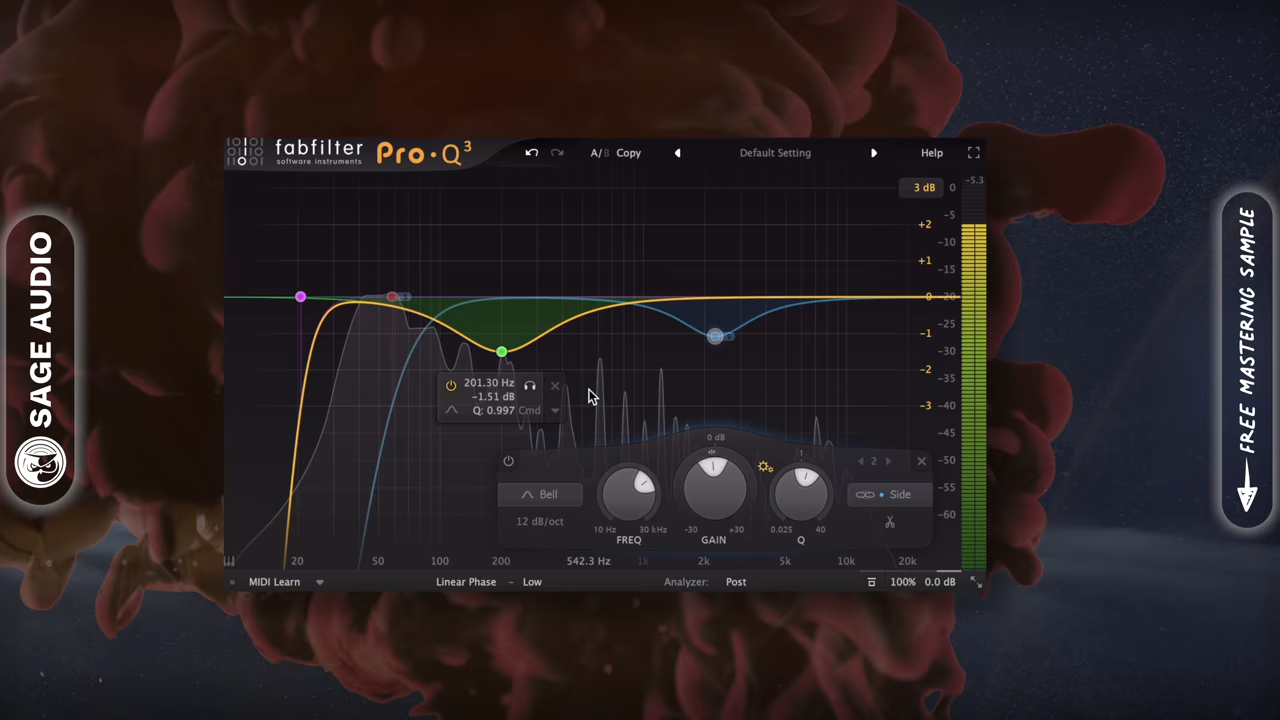 SAGE AUDIO
fabfilter
software instruments
Pro·Q³
A/B Copy
Default Setting
Help
3 dB
-5.3
0
-5
+2
-10
+1
-15
0
-20
-1
-25
-30
-2
-35
-3
-40
-45
-50
-55
-60
201.30 Hz
-1.51 dB
Q: 0.997 Cmd
0 dB
2
Bell
12 dB/oct
10 Hz 30 kHz
FREQ
-30 +30
GAIN
0.025 40
Q
Side
20 50 100 200 542.3 Hz 1k 2k 5k 10k 20k
MIDI Learn
Linear Phase - Low
Analyzer: Post
100% 0.0 dB
FREE MASTERING SAMPLE